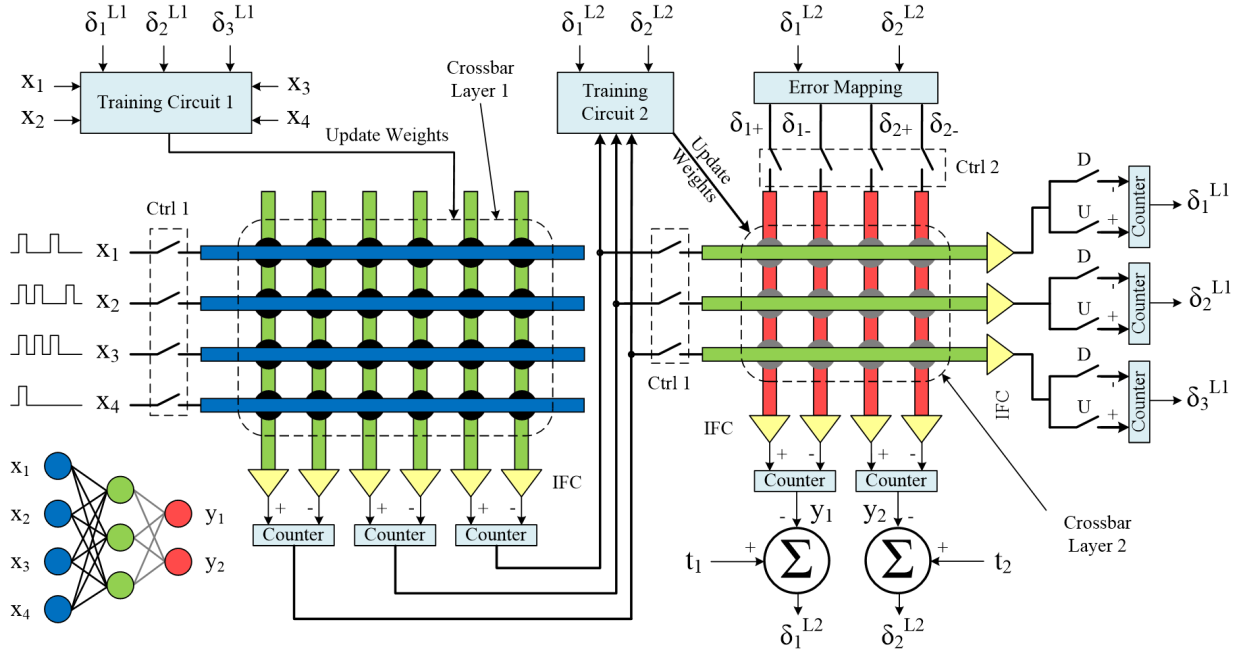 δ₁ᴸ¹ δ₂ᴸ¹ δ₃ᴸ¹
x₁
x₂
Training Circuit 1
x₃
x₄
Update Weights
Crossbar
Layer 1
δ₁ᴸ² δ₂ᴸ²
Training
Circuit 2
Update
Weights
δ₁ᴸ² δ₂ᴸ²
Error Mapping
δ₁₊ δ₁₋ δ₂₊ δ₂₋
Ctrl 2
Ctrl 1
x₁
x₂
x₃
x₄
IFC
+ - + - + -
Counter Counter Counter
Ctrl 1
IFC
D
U
-
+
Counter
δ₁ᴸ¹
D
U
-
+
Counter
δ₂ᴸ¹
D
U
-
+
Counter
δ₃ᴸ¹
IFC
+ - + -
Counter Counter
- y₁ y₂ -
t₁ + Σ Σ + t₂
δ₁ᴸ² δ₂ᴸ²
Crossbar
Layer 2
x₁
x₂
x₃
x₄
y₁
y₂